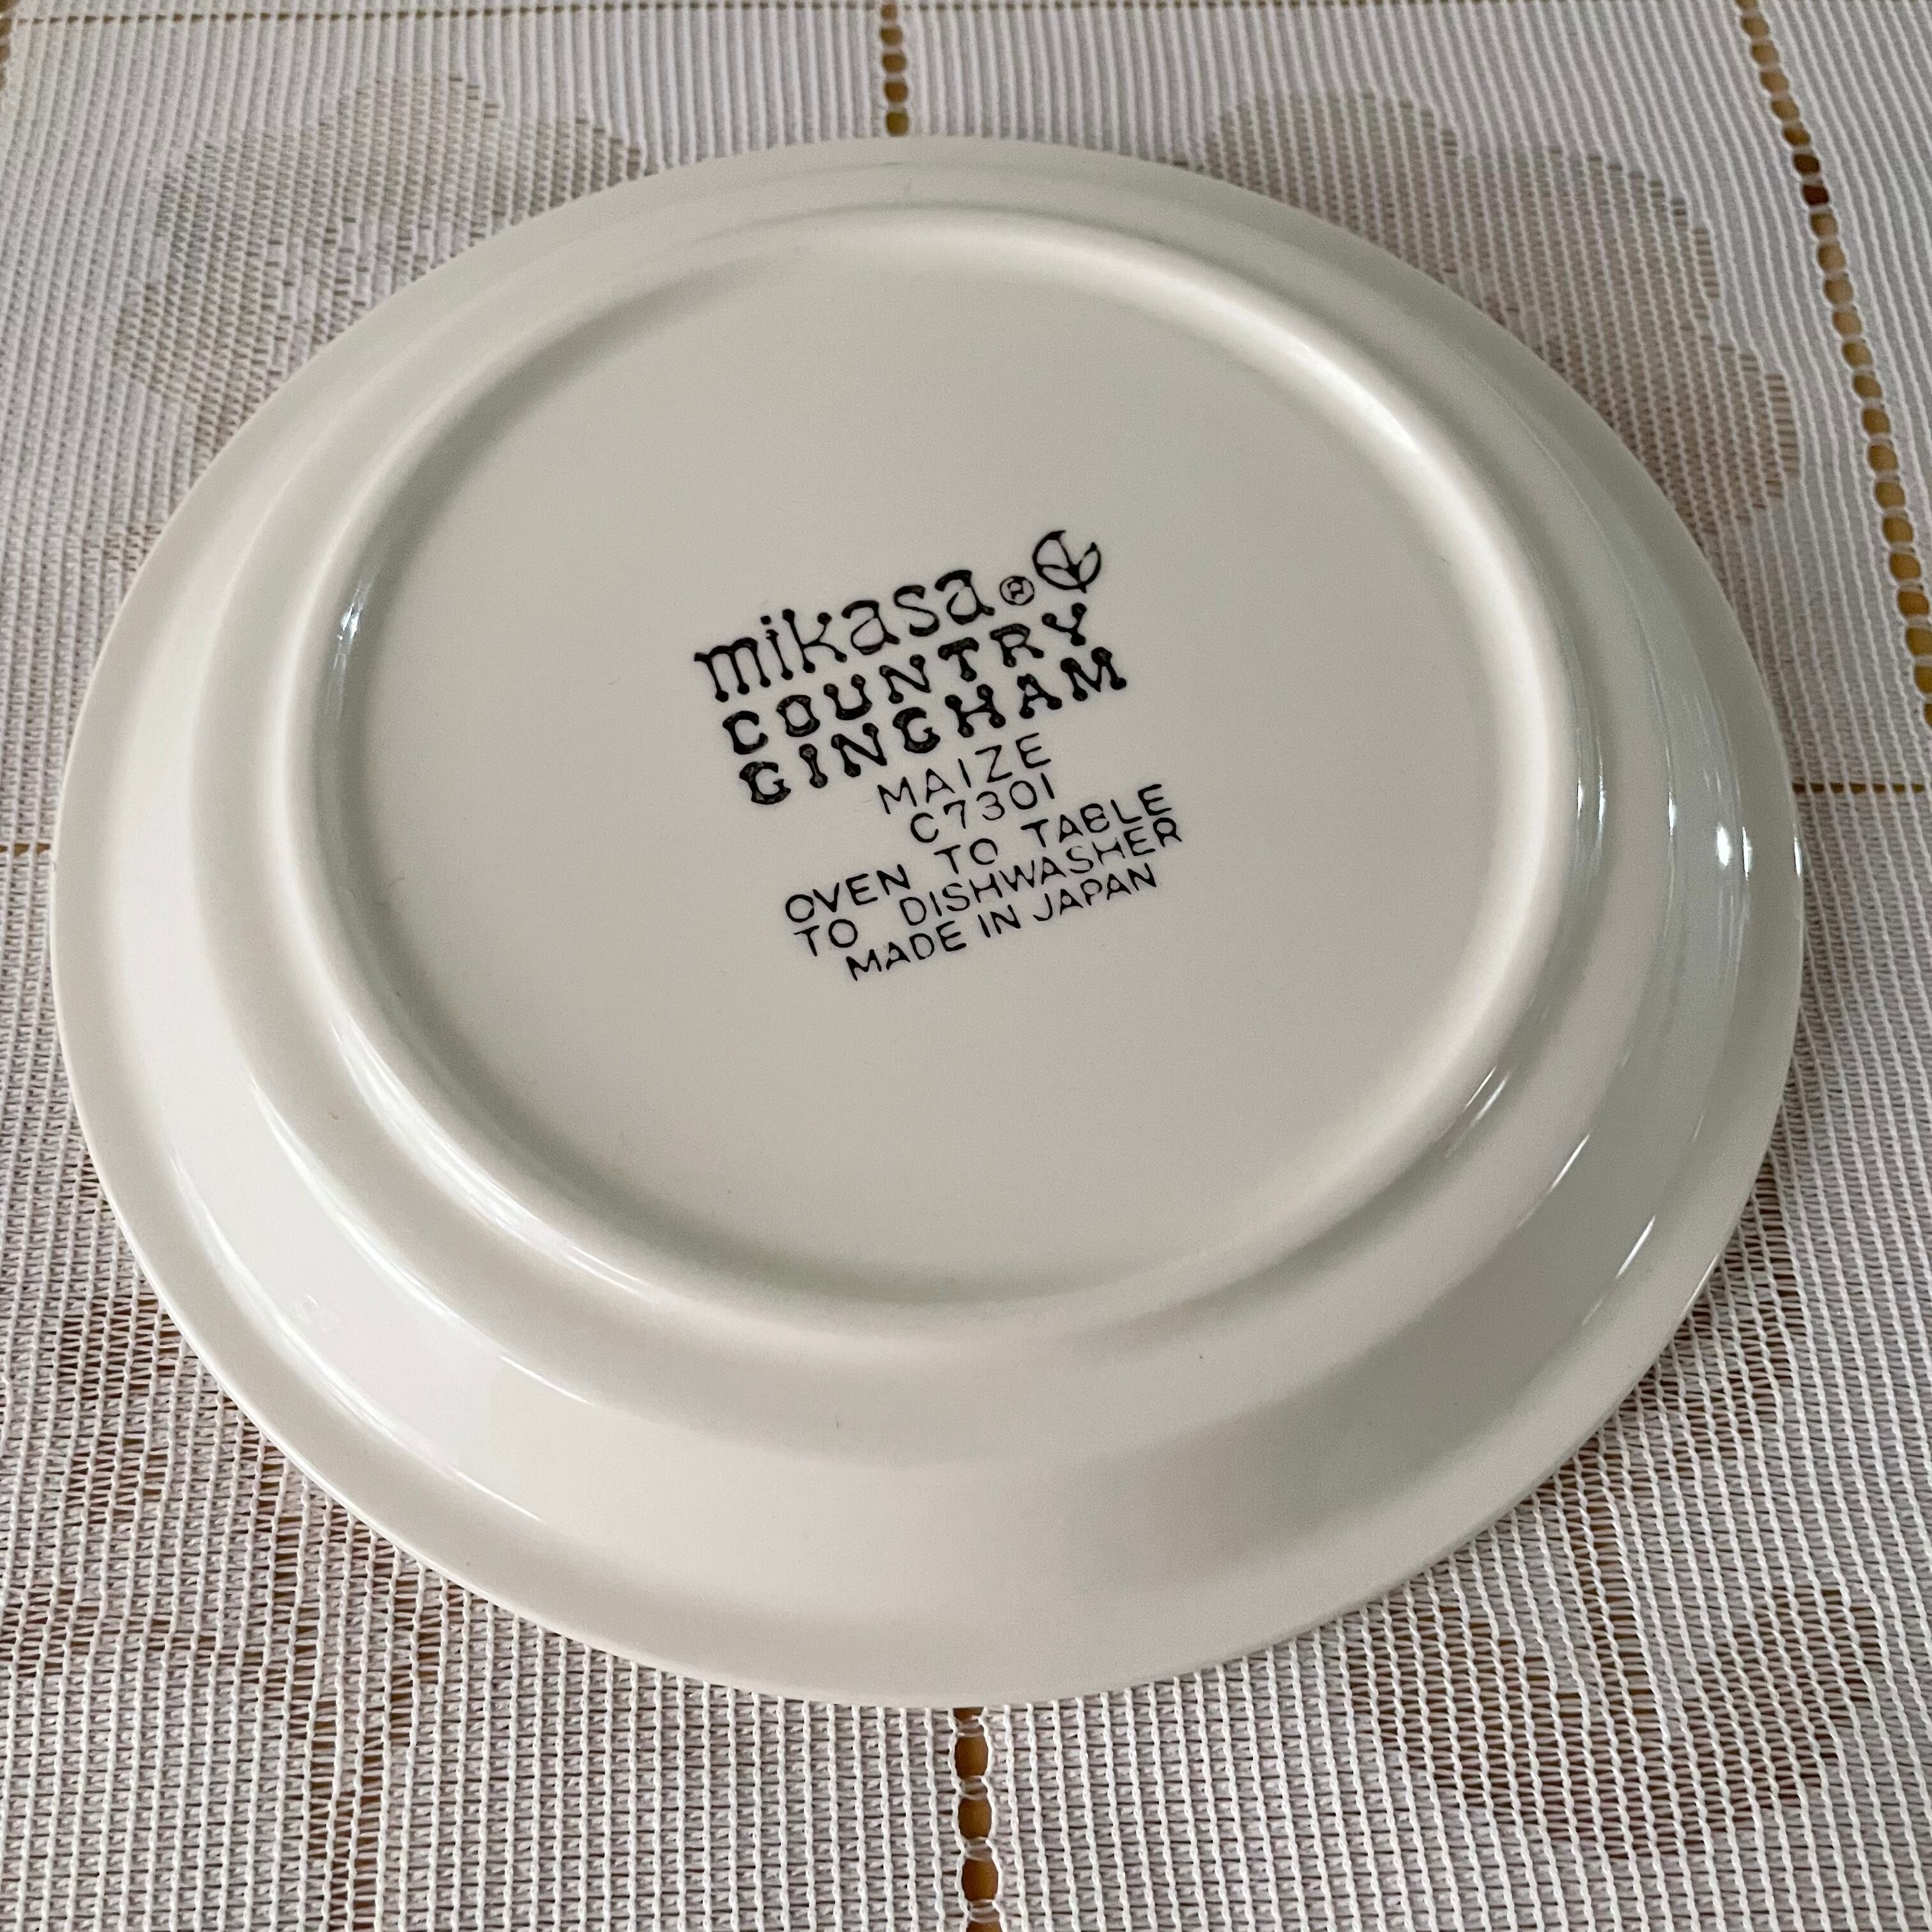 mikasa®
COUNTRY
GINGHAM
MAIZE
C7301
OVEN TO TABLE
TO DISHWASHER
MADE IN JAPAN